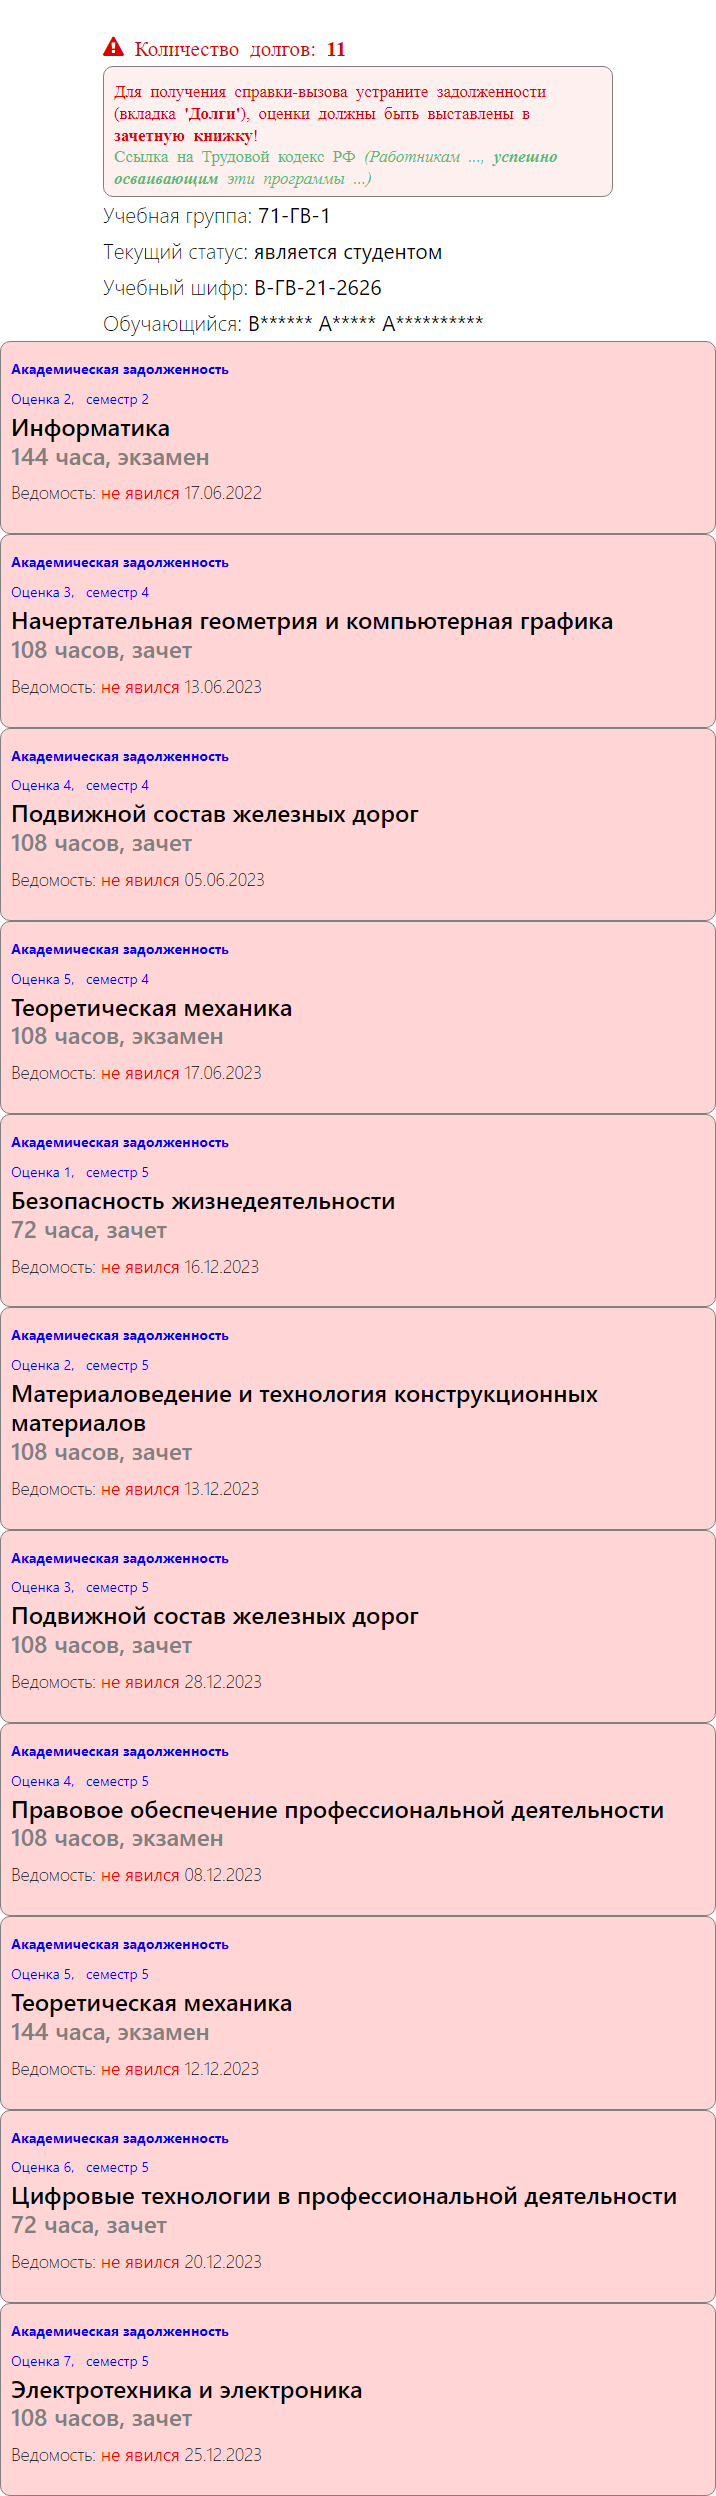 Количество долгов: 11
Для получения справки-вызова устраните задолженности
(вкладка 'Долги'), оценки должны быть выставлены в
зачетную книжку!
Ссылка на Трудовой кодекс РФ (Работникам ..., успешно
осваивающим эти программы ...)
Учебная группа: 71-ГВ-1
Текущий статус: является студентом
Учебный шифр: В-ГВ-21-2626
Обучающийся: В****** А***** А**********
Академическая задолженность
Оценка 2, семестр 2
Информатика
144 часа, экзамен
Ведомость: не явился 17.06.2022
Академическая задолженность
Оценка 3, семестр 4
Начертательная геометрия и компьютерная графика
108 часов, зачет
Ведомость: не явился 13.06.2023
Академическая задолженность
Оценка 4, семестр 4
Подвижной состав железных дорог
108 часов, зачет
Ведомость: не явился 05.06.2023
Академическая задолженность
Оценка 5, семестр 4
Теоретическая механика
108 часов, экзамен
Ведомость: не явился 17.06.2023
Академическая задолженность
Оценка 1, семестр 5
Безопасность жизнедеятельности
72 часа, зачет
Ведомость: не явился 16.12.2023
Академическая задолженность
Оценка 2, семестр 5
Материаловедение и технология конструкционных
материалов
108 часов, зачет
Ведомость: не явился 13.12.2023
Академическая задолженность
Оценка 3, семестр 5
Подвижной состав железных дорог
108 часов, зачет
Ведомость: не явился 28.12.2023
Академическая задолженность
Оценка 4, семестр 5
Правовое обеспечение профессиональной деятельности
108 часов, экзамен
Ведомость: не явился 08.12.2023
Академическая задолженность
Оценка 5, семестр 5
Теоретическая механика
144 часа, экзамен
Ведомость: не явился 12.12.2023
Академическая задолженность
Оценка 6, семестр 5
Цифровые технологии в профессиональной деятельности
72 часа, зачет
Ведомость: не явился 20.12.2023
Академическая задолженность
Оценка 7, семестр 5
Электротехника и электроника
108 часов, зачет
Ведомость: не явился 25.12.2023